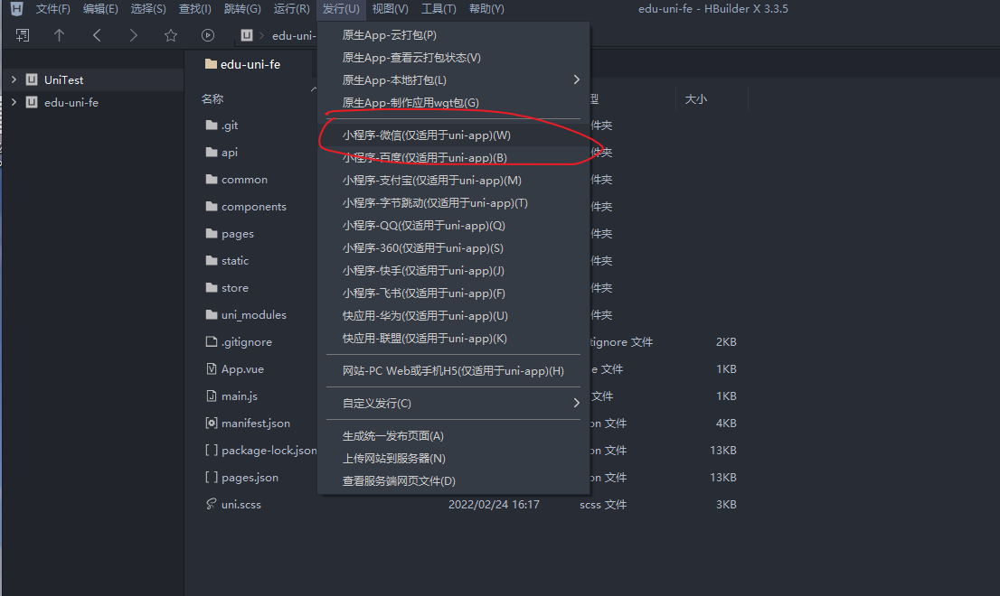 文件(F) 编辑(E) 选择(S) 查找(I) 跳转(G) 运行(R) 发行(U) 视图(V) 工具(T) 帮助(Y) edu-uni-fe - HBuilder X 3.3.5
edu-uni-
UniTest
edu-uni-fe
edu-uni-fe
名称 型 大小
.git 件夹
api 件夹
common 件夹
components 件夹
pages 件夹
static 件夹
store 件夹
uni_modules 件夹
.gitignore tignore 文件 2KB
App.vue e 文件 1KB
main.js 文件 1KB
manifest.json on 文件 4KB
package-lock.json on 文件 13KB
pages.json on 文件 13KB
uni.scss 2022/02/24 16:17 scss 文件 3KB
原生App-云打包(P)
原生App-查看云打包状态(V)
原生App-本地打包(L)
原生App-制作应用wgt包(G)
小程序-微信(仅适用于uni-app)(W)
小程序-百度(仅适用于uni-app)(B)
小程序-支付宝(仅适用于uni-app)(M)
小程序-字节跳动(仅适用于uni-app)(T)
小程序-QQ(仅适用于uni-app)(Q)
小程序-360(仅适用于uni-app)(S)
小程序-快手(仅适用于uni-app)(J)
小程序-飞书(仅适用于uni-app)(F)
快应用-华为(仅适用于uni-app)(U)
快应用-联盟(仅适用于uni-app)(K)
网站-PC Web或手机H5(仅适用于uni-app)(H)
自定义发行(C)
生成统一发布页面(A)
上传网站到服务器(N)
查看服务端网页文件(D)